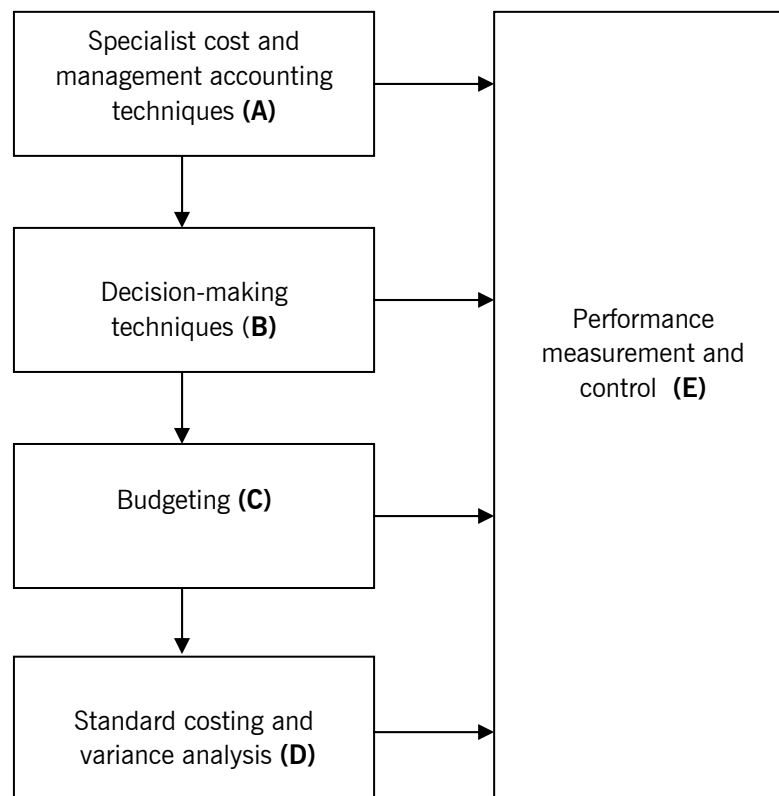 Specialist cost and
management accounting
techniques (A)
Decision-making
techniques (B)
Budgeting (C)
Standard costing and
variance analysis (D)
Performance
measurement and
control (E)